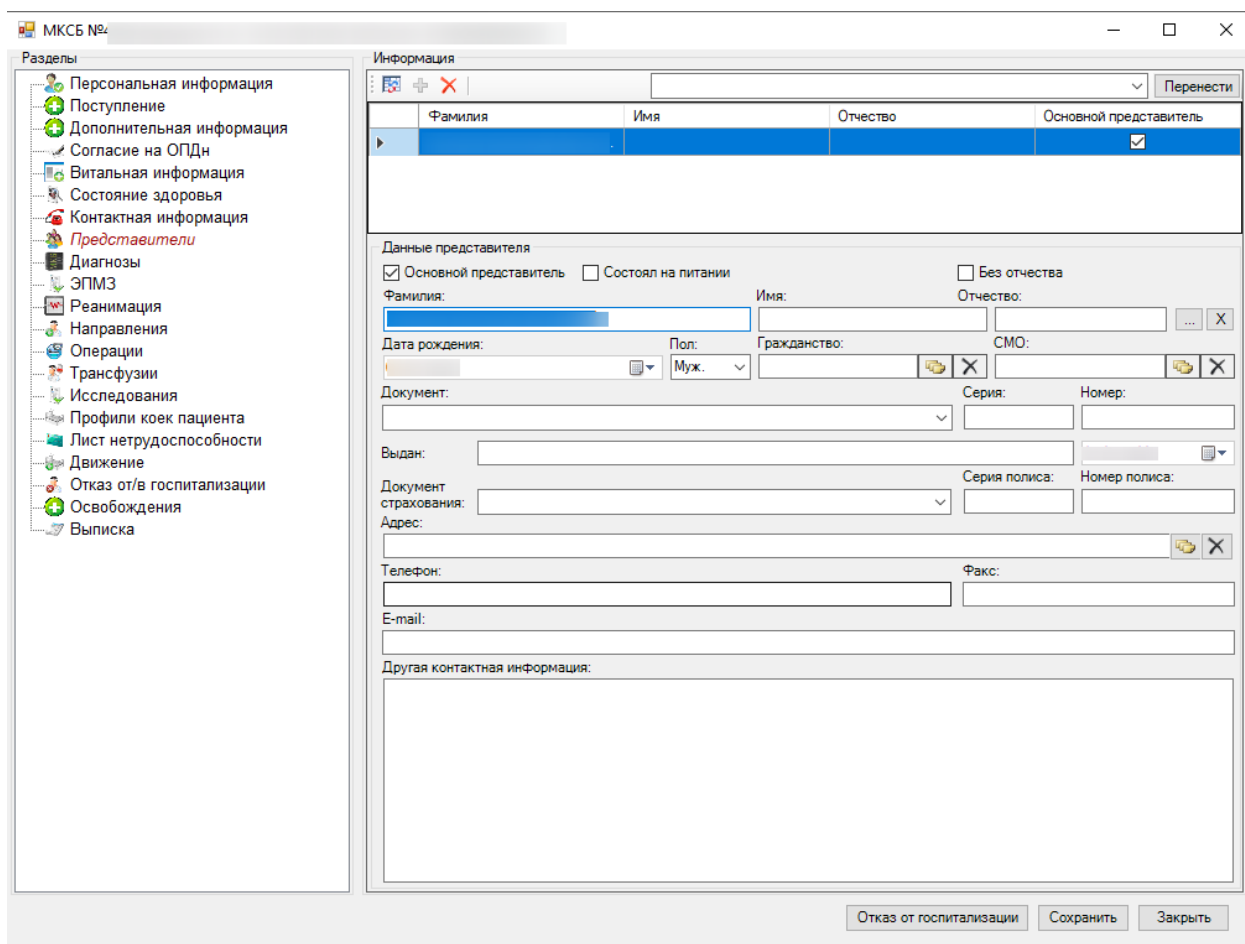 МКСБ №
Разделы
Персональная информация
Поступление
Дополнительная информация
Согласие на ОПДн
Витальная информация
Состояние здоровья
Контактная информация
Представители
Диагнозы
ЭПМЗ
Реанимация
Направления
Операции
Трансфузии
Исследования
Профили коек пациента
Лист нетрудоспособности
Движение
Отказ от/в госпитализации
Освобождения
Выписка
Информация
Перенести
Фамилия Имя Отчество Основной представитель
Данные представителя
Основной представитель Состоял на питании Без отчества
Фамилия: Имя: Отчество:
... X
Дата рождения: Пол: Гражданство: СМО:
Муж.
Документ: Серия: Номер:
Выдан:
Документ страхования: Серия полиса: Номер полиса:
Адрес:
Телефон: Факс:
E-mail:
Другая контактная информация:
Отказ от госпитализации Сохранить Закрыть